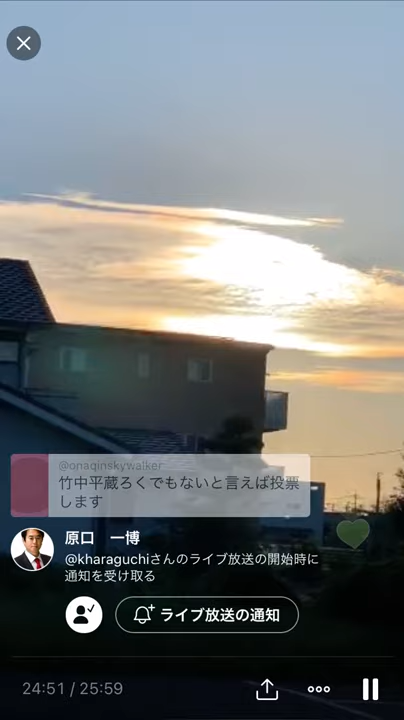 @onaqinskywalker
竹中平蔵ろくでもないと言えば投票
します
原口　一博
@kharaguchiさんのライブ放送の開始時に
通知を受け取る
ライブ放送の通知
24:51 / 25:59